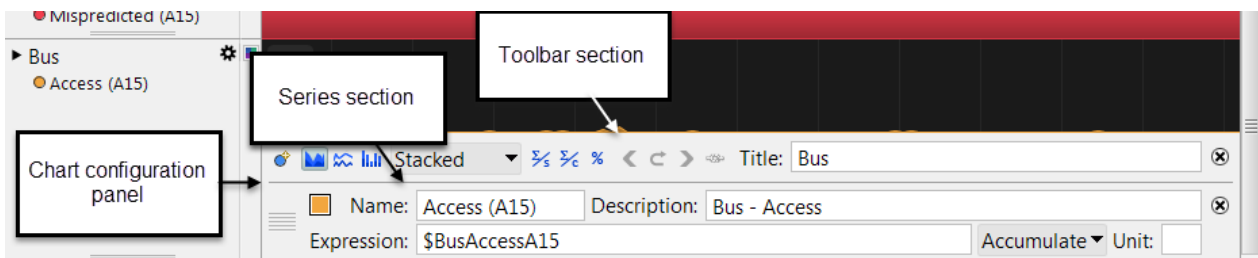 Mispredicted (A15)
Bus
Access (A15)
Toolbar section
Series section
Chart configuration
panel
Stacked Σ/s Σ/c % Title: Bus
Name: Access (A15) Description: Bus - Access
Expression: $BusAccessA15 Accumulate Unit: